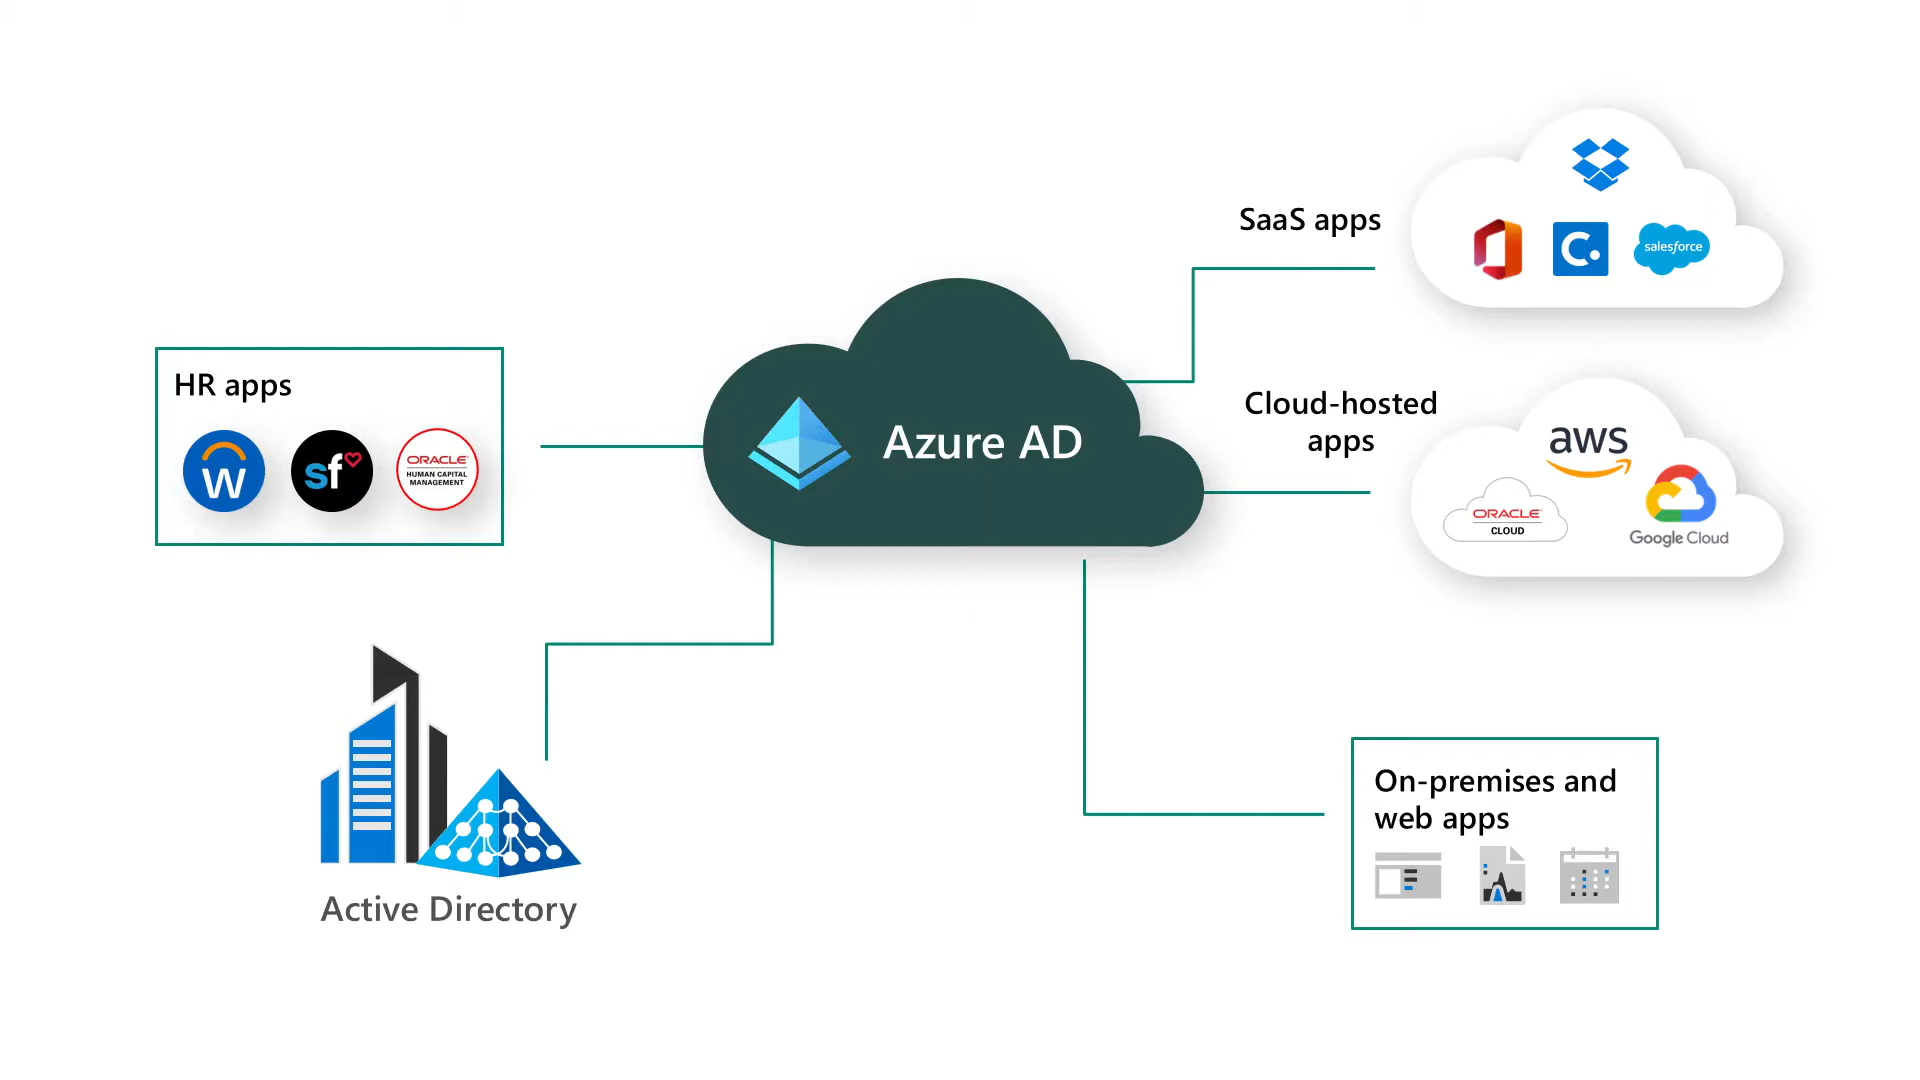 SaaS apps
salesforce
HR apps
w
sf
ORACLE
HUMAN CAPITAL
MANAGEMENT
Azure AD
C.
Cloud-hosted
apps
aws
ORACLE
CLOUD
Google Cloud
Active Directory
On-premises and
web apps